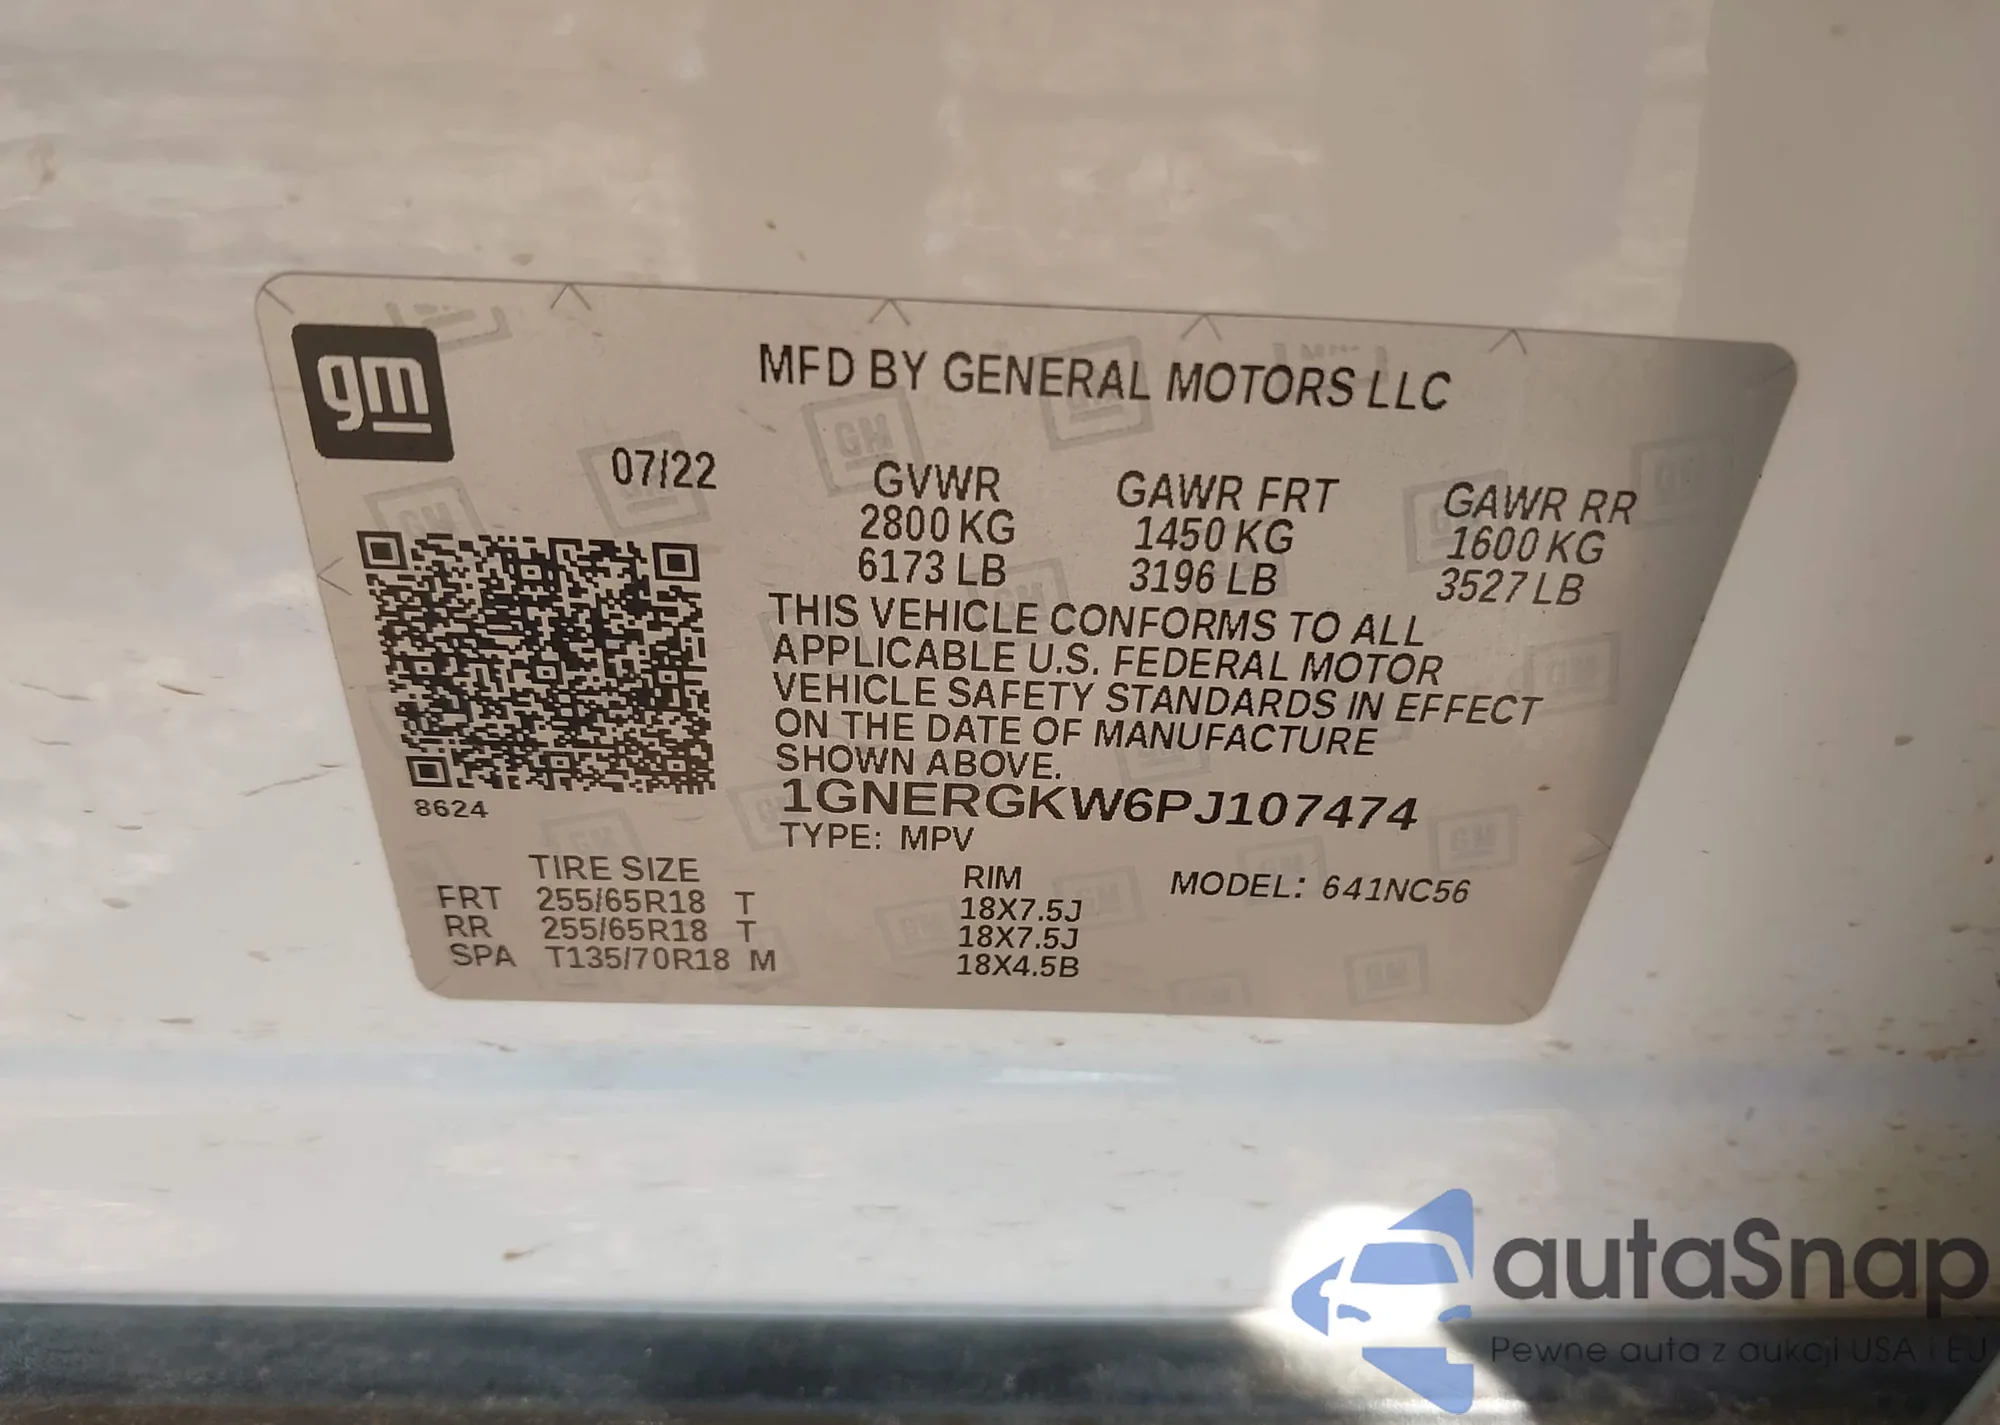 gm
MFD BY GENERAL MOTORS LLC
07/22
GVWR GAWR FRT GAWR RR
2800 KG 1450 KG 1600 KG
6173 LB 3196 LB 3527 LB
THIS VEHICLE CONFORMS TO ALL
APPLICABLE U.S. FEDERAL MOTOR
VEHICLE SAFETY STANDARDS IN EFFECT
ON THE DATE OF MANUFACTURE
SHOWN ABOVE.
1GNERGKW6PJ107474
8624
TYPE: MPV
TIRE SIZE RIM MODEL: 641NC56
FRT 255/65R18 T 18X7.5J
RR 255/65R18 T 18X7.5J
SPA T135/70R18 M 18X4.5B
autaSnap
Pewne auta z aukcji USA i EU